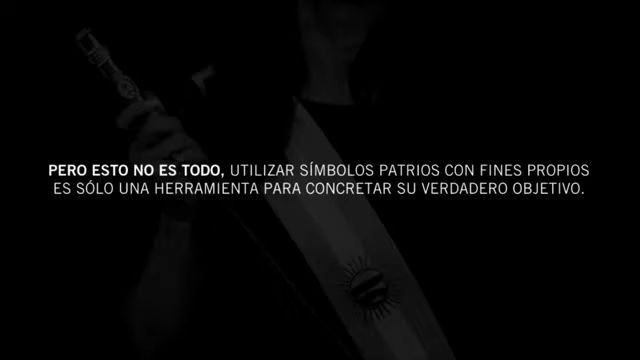 PERO ESTO NO ES TODO, UTILIZAR SÍMBOLOS PATRIOS CON FINES PROPIOS
ES SÓLO UNA HERRAMIENTA PARA CONCRETAR SU VERDADERO OBJETIVO.